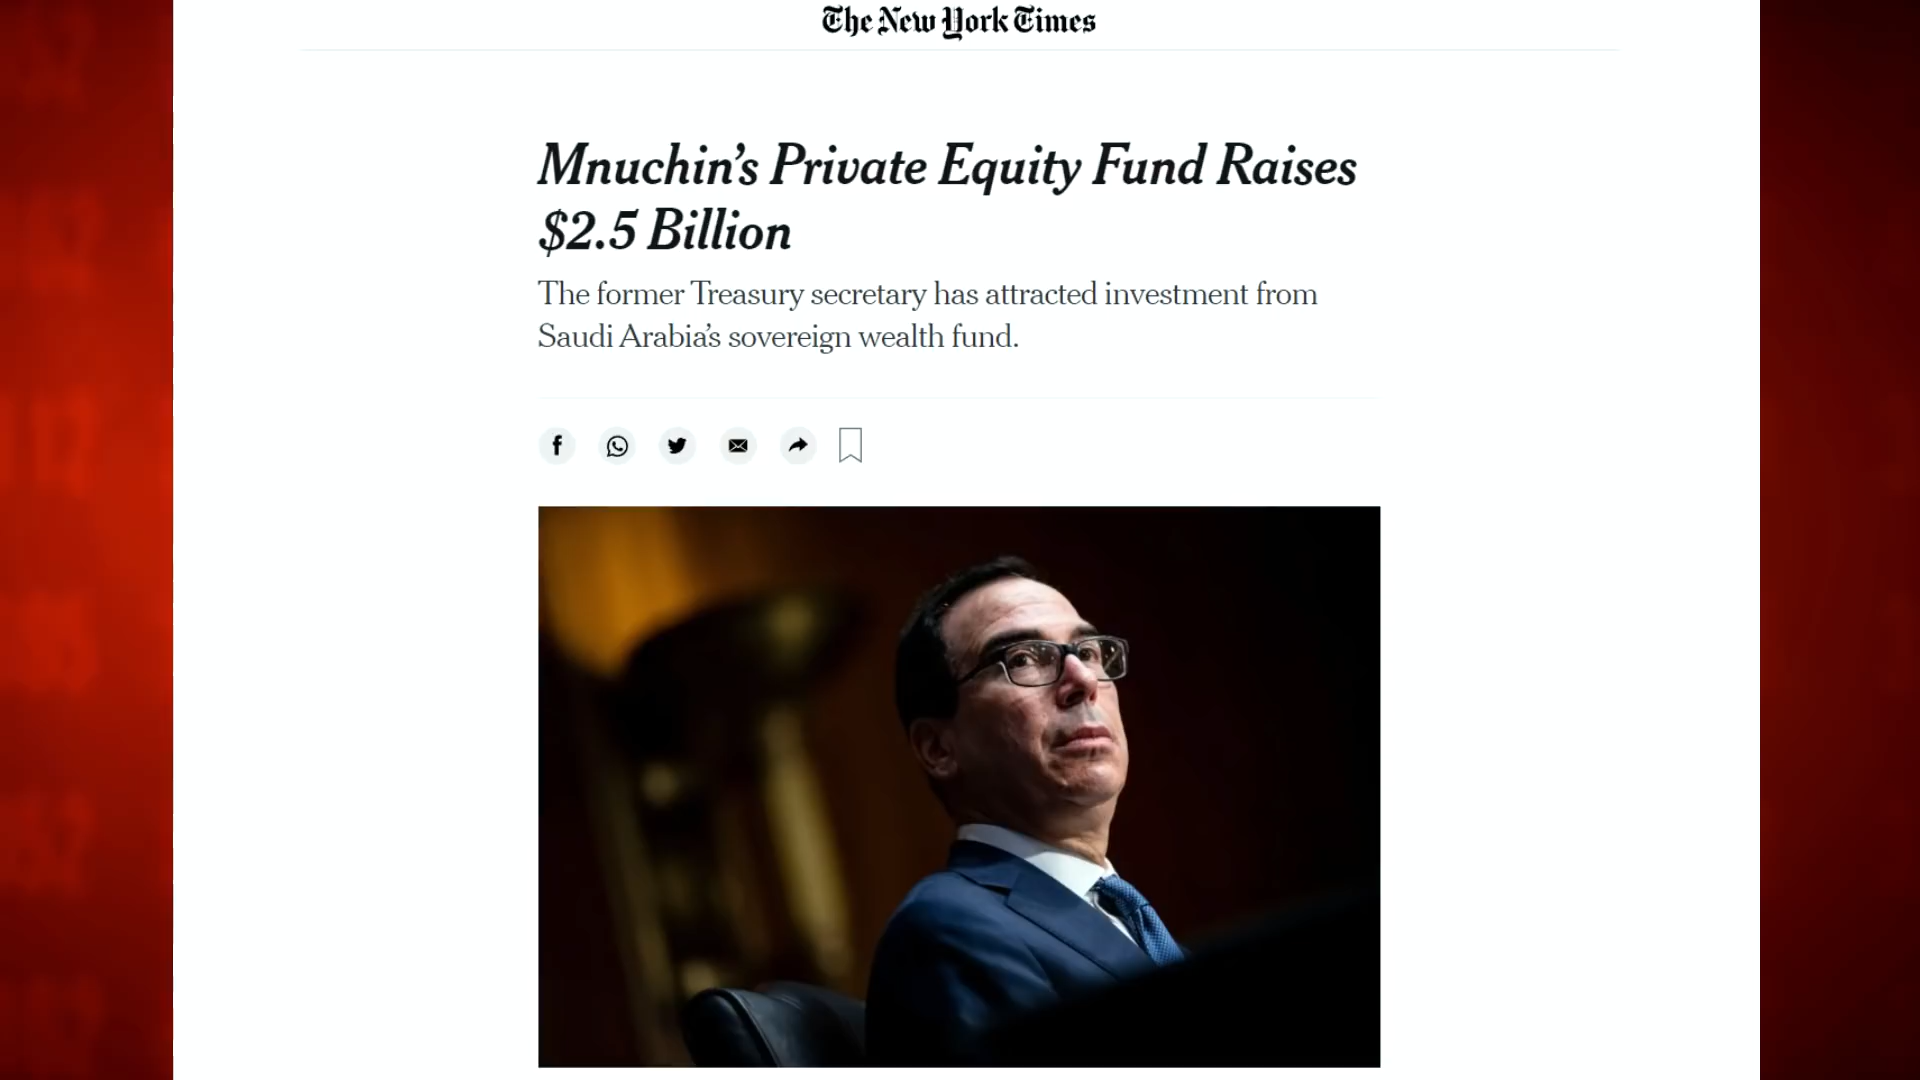 The New York Times
Mnuchin's Private Equity Fund Raises
$2.5 Billion
The former Treasury secretary has attracted investment from
Saudi Arabia's sovereign wealth fund.